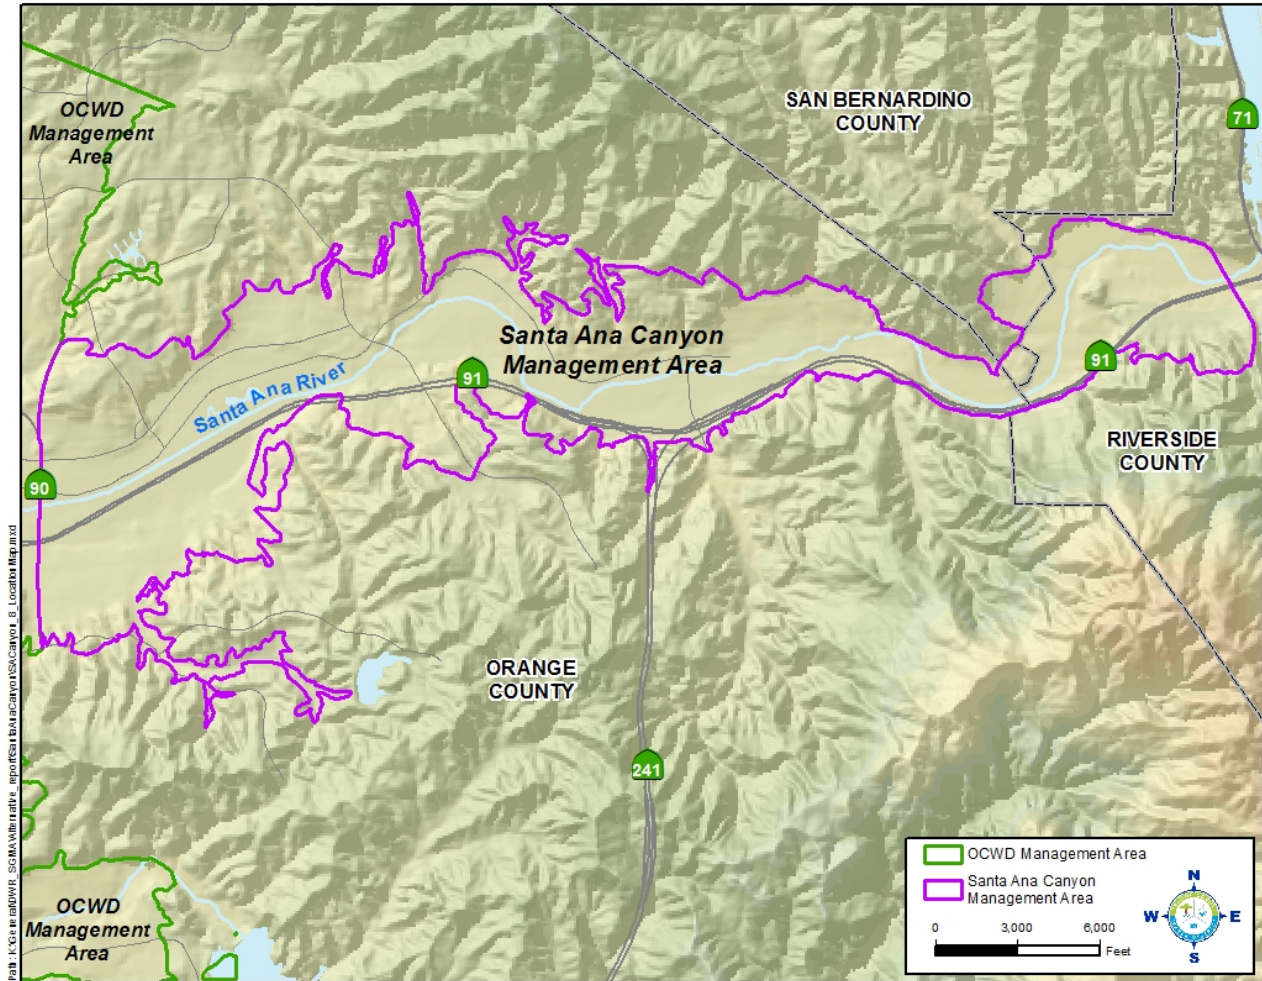 OCWD
Management
Area
SAN BERNARDINO
COUNTY
71
Santa Ana Canyon
Management Area
Santa Ana River
91
91
90
RIVERSIDE
COUNTY
ORANGE
COUNTY
241
OCWD
Management
Area
OCWD Management Area
Santa Ana Canyon
Management Area
0 3,000 6,000
Feet
N
W E
S